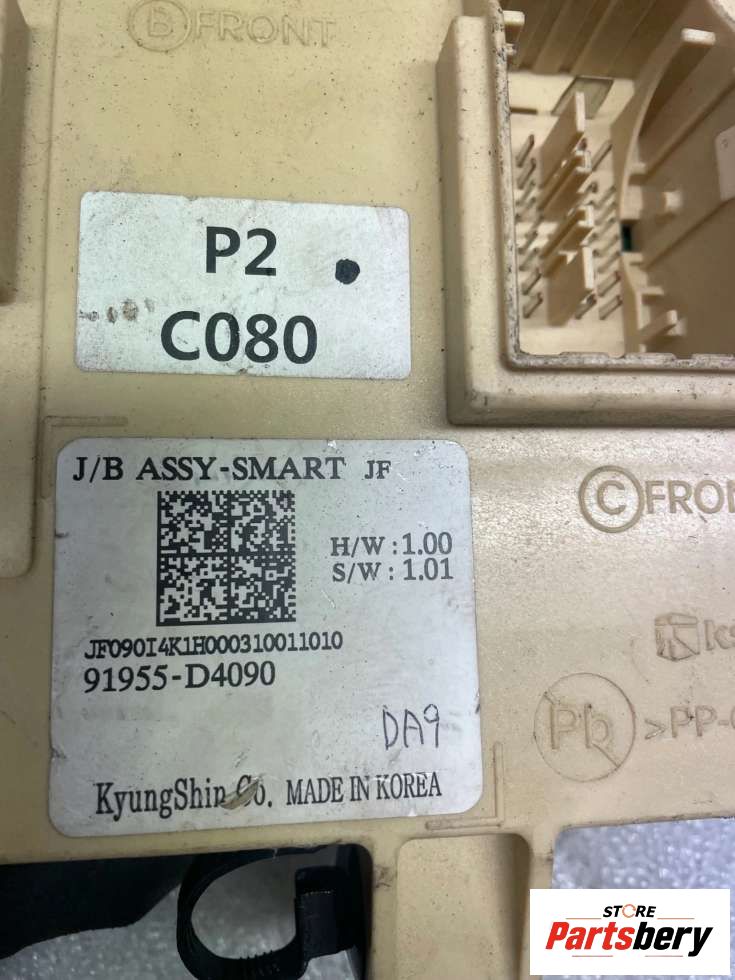 B FRONT
P2
C080
J/B ASSY-SMART JF
H/W : 1.00
S/W : 1.01
C FRONT
JF090I4K1H000310011010
91955-D4090
DA9
Pb
>PP-
KyungShin Co. MADE IN KOREA
STORE
Partsbery